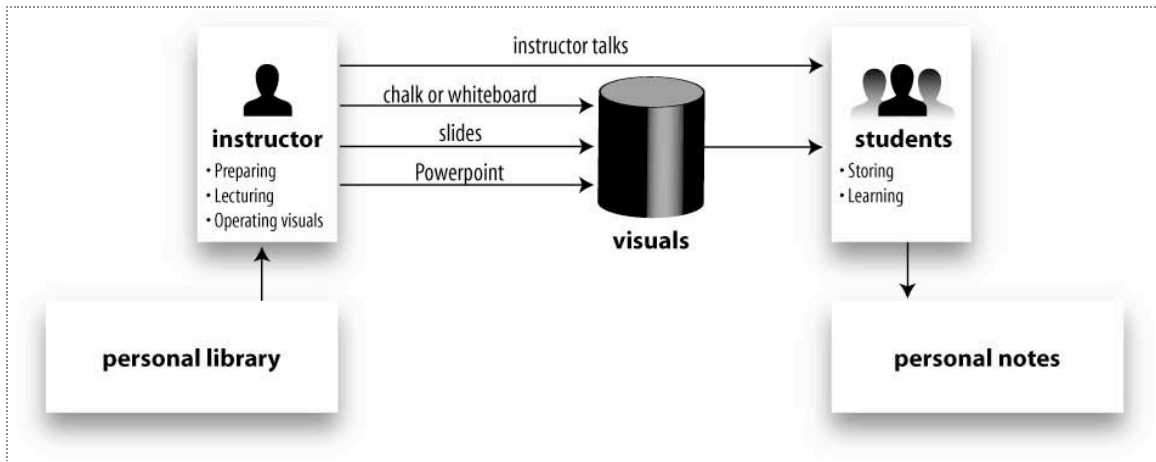 instructor talks
chalk or whiteboard
slides
Powerpoint
instructor
• Preparing
• Lecturing
• Operating visuals
visuals
students
• Storing
• Learning
personal library
personal notes